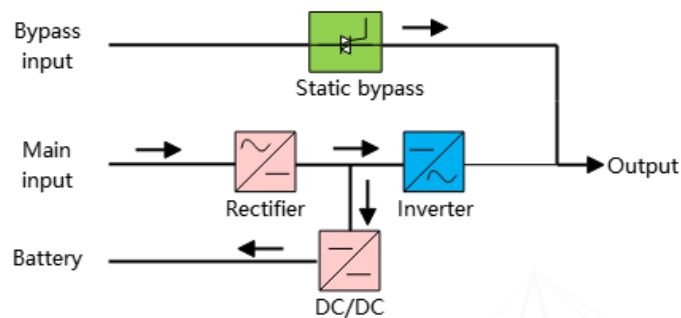 Bypass
input
Static bypass
Main
input
Rectifier
Inverter
Output
Battery
DC/DC